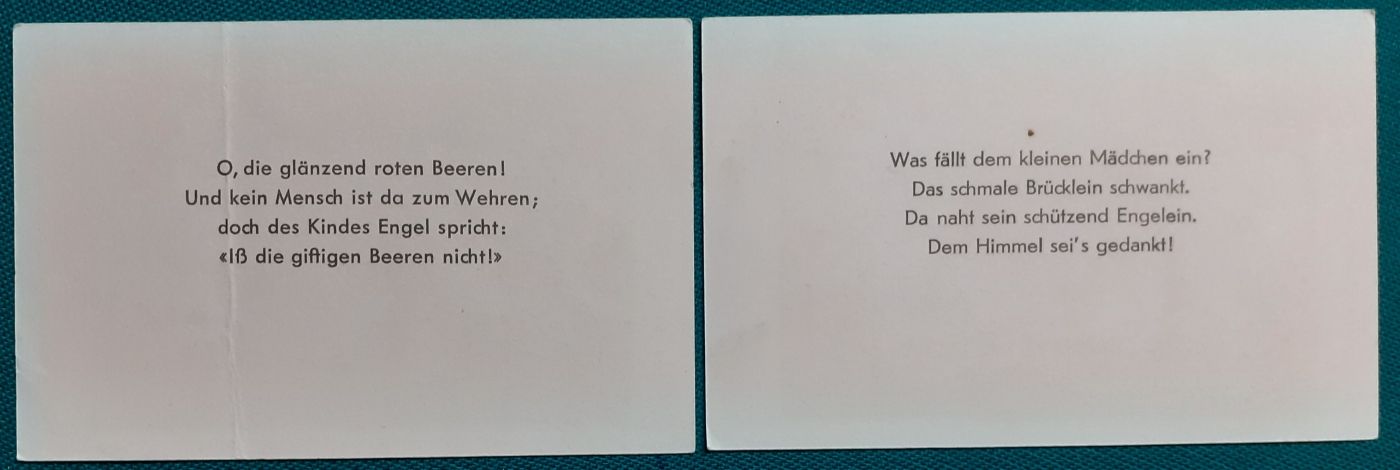 O, die glänzend roten Beeren!
Und kein Mensch ist da zum Wehren;
doch des Kindes Engel spricht:
«Iß die giftigen Beeren nicht!»
Was fällt dem kleinen Mädchen ein?
Das schmale Brücklein schwankt.
Da naht sein schützend Engelein.
Dem Himmel sei's gedankt!